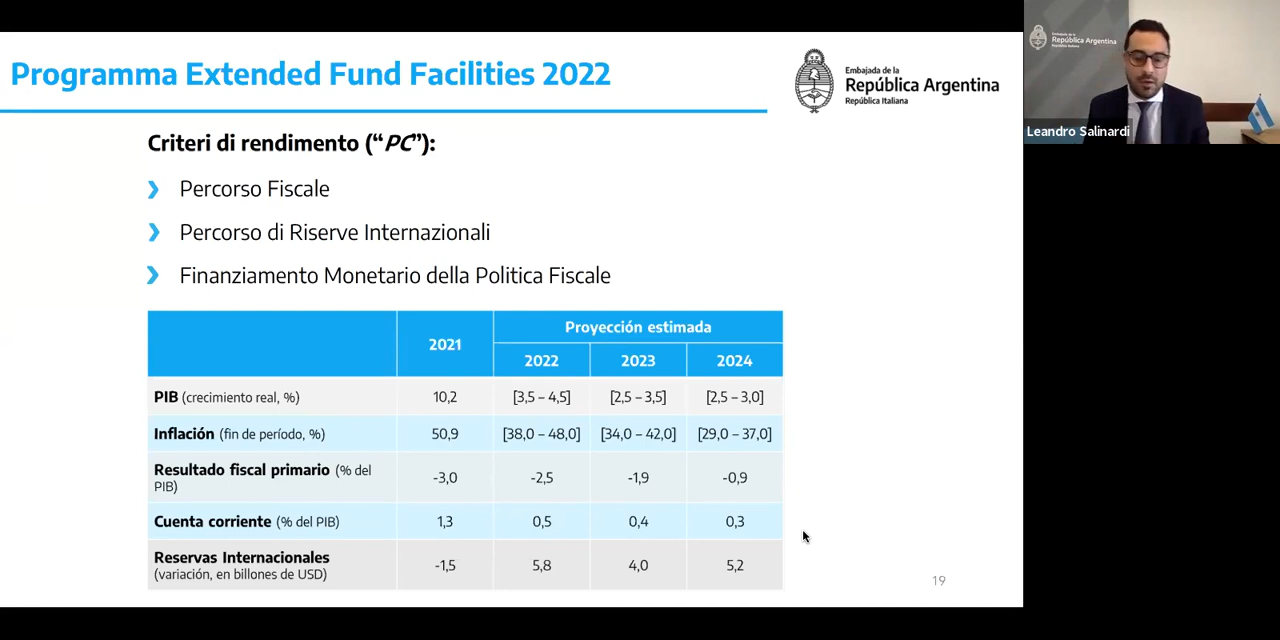 Programma Extended Fund Facilities 2022
Embajada de la
República Argentina
República Italiana
Criteri di rendimento (“PC”):
Percorso Fiscale
Percorso di Riserve Internazionali
Finanziamento Monetario della Politica Fiscale
2021
Proyección estimada
2022 2023 2024
PIB (crecimiento real, %) 10,2 [3,5 – 4,5] [2,5 – 3,5] [2,5 – 3,0]
Inflación (fin de período, %) 50,9 [38,0 – 48,0] [34,0 – 42,0] [29,0 – 37,0]
Resultado fiscal primario (% del
PIB) -3,0 -2,5 -1,9 -0,9
Cuenta corriente (% del PIB) 1,3 0,5 0,4 0,3
Reservas Internacionales
(variación, en billones de USD) -1,5 5,8 4,0 5,2
19
República Argentina
Leandro Salinardi